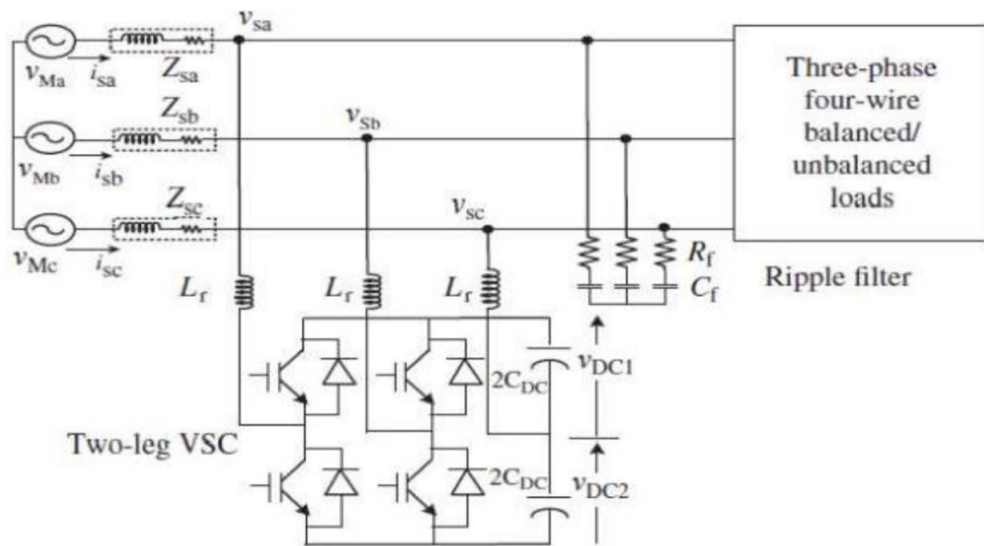 v_sa
v_Ma
i_sa
Z_sa
Z_sb
v_Sb
v_Mb
i_sb
Z_sc
v_sc
v_Mc
i_sc
Three-phase
four-wire
balanced/
unbalanced
loads
L_r
L_r
L_r
R_f
C_f
Ripple filter
2C_DC
v_DC1
Two-leg VSC
2C_DC
v_DC2